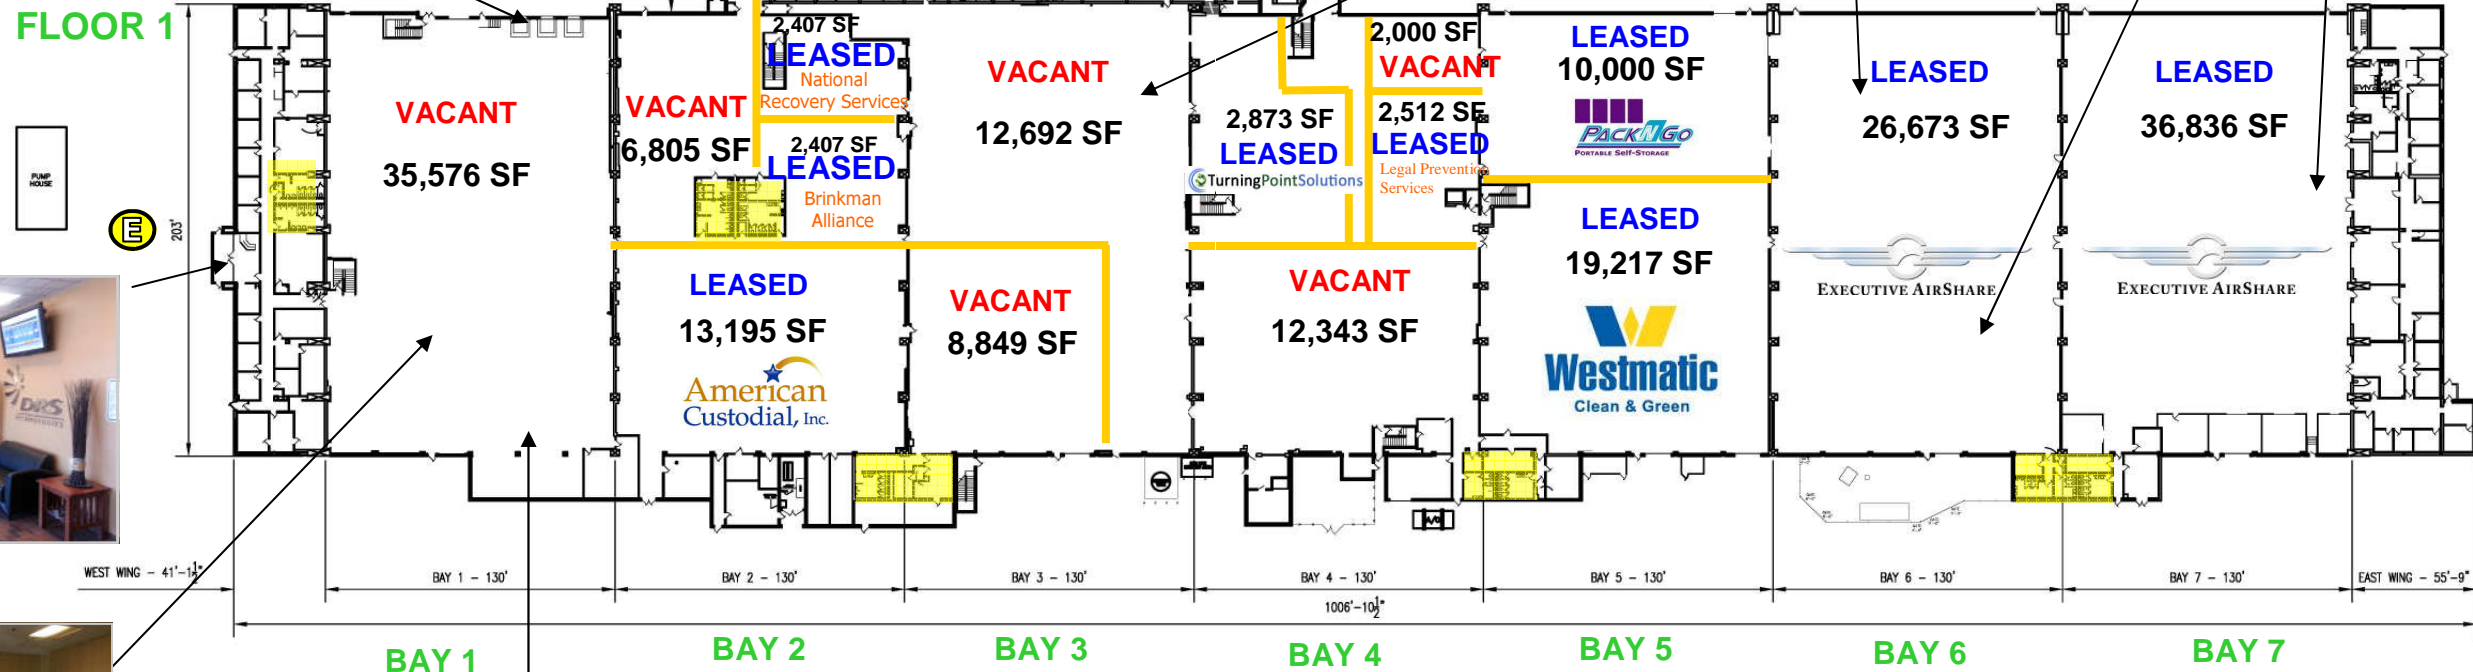 FLOOR 1
PUMP
HOUSE
E
203'
VACANT
35,576 SF
VACANT
6,805 SF
2,407 SF
LEASED
National
Recovery Services
2,407 SF
LEASED
Brinkman
Alliance
LEASED
13,195 SF
American
Custodial, Inc.
VACANT
12,692 SF
VACANT
8,849 SF
2,873 SF
LEASED
TurningPointSolutions
2,000 SF
VACANT
2,512 SF
LEASED
Legal Prevention
Services
VACANT
12,343 SF
LEASED
10,000 SF
PACKNGO
PORTABLE SELF-STORAGE
LEASED
19,217 SF
Westmatic
Clean & Green
LEASED
26,673 SF
EXECUTIVE AIRSHARE
LEASED
36,836 SF
EXECUTIVE AIRSHARE
DRS
A/D
WEST WING - 41'-1½"
BAY 1 - 130'
BAY 2 - 130'
BAY 3 - 130'
BAY 4 - 130'
BAY 5 - 130'
BAY 6 - 130'
BAY 7 - 130'
EAST WING - 55'-9"
1006'-10½"
BAY 1
BAY 2
BAY 3
BAY 4
BAY 5
BAY 6
BAY 7